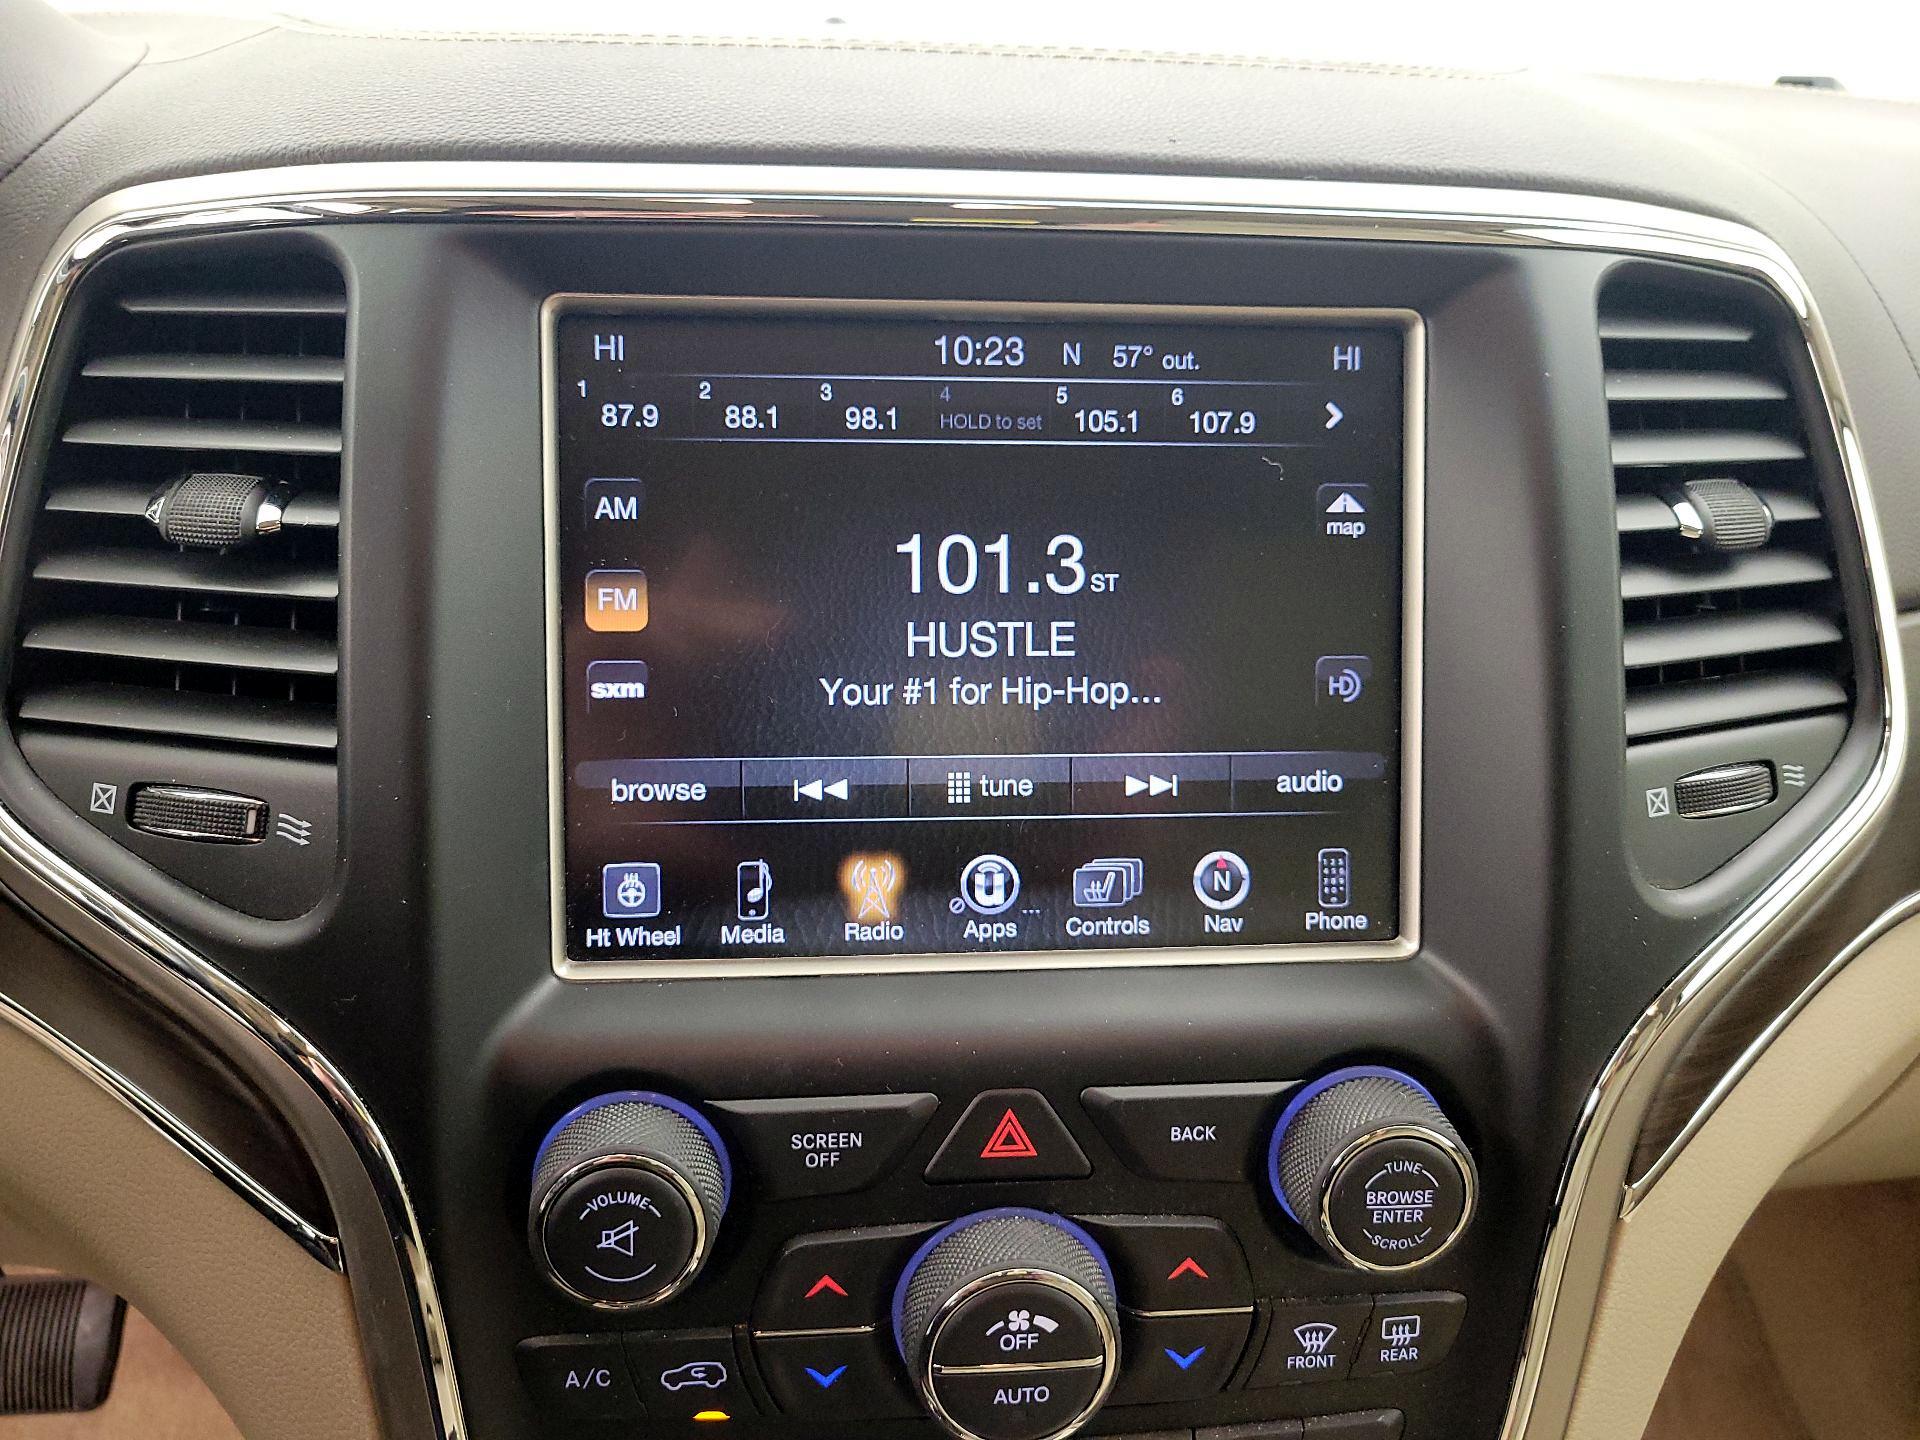 HI 10:23 N 57° out. HI
1 87.9 2 88.1 3 98.1 4 HOLD to set 5 105.1 6 107.9
AM
map
101.3 ST
FM
HUSTLE
sxm
Your #1 for Hip-Hop...
HD
browse tune audio
Ht Wheel Media Radio Apps ... Controls N Nav Phone
SCREEN
OFF
BACK
VOLUME
TUNE
BROWSE
ENTER
SCROLL
OFF
AUTO
A/C
FRONT
REAR